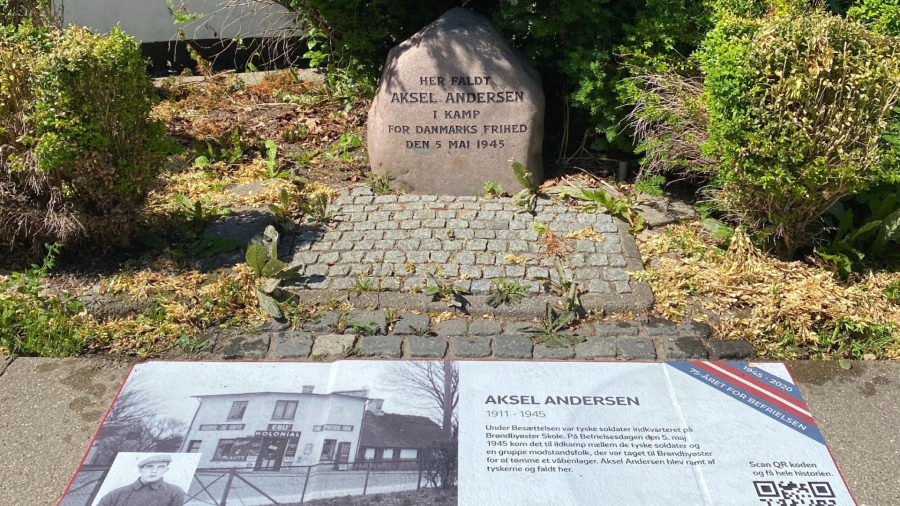 HER FALDT
AKSEL ANDERSEN
I KAMP
FOR DANMARKS FRIHED
DEN 5 MAI 1945
1945 - 2020
75-ÅRET FOR BEFRIELSEN
EBU
KOLONIAL
AKSEL ANDERSEN
1911 - 1945
Under Besættelsen var tyske soldater indkvarteret på
Brøndbyøster Skole. På Befrielsesdagen den 5. maj
1945 kom det til ildkamp mellem de tyske soldater og
en gruppe modstandsfolk, der var taget til Brøndbyøster
for at tømme et våbenlager. Aksel Andersen blev ramt af
tyskerne og faldt her.
Scan QR koden
og få hele historien.